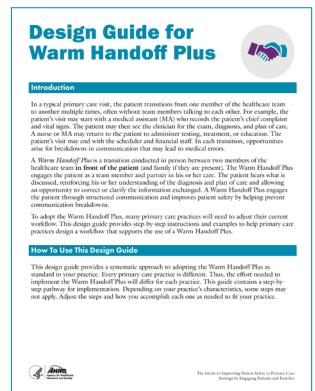 Design Guide for
Warm Handoff Plus
Introduction
In a typical primary care visit, the patient transitions from one member of the healthcare team
to another multiple times, often without team members talking to each other. For example, the
patient's visit may start with a medical assistant (MA) who records the patient's chief complaint
and vital signs. The patient may then see the clinician for the exam, diagnosis, and plan of care.
A nurse or MA may return to the patient to administer testing, treatment, or education. The
patient's visit may end with the scheduler and financial staff. In each transition, opportunities
arise for breakdowns in communication that may lead to medical errors.
A Warm Handoff Plus is a transition conducted in person between two members of the
healthcare team in front of the patient (and family if they are present). The Warm Handoff Plus
engages the patient as a team member and partner in his or her care. The patient hears what is
discussed, reinforcing his or her understanding of the diagnosis and plan of care and allowing
an opportunity to correct or clarify the information exchanged. A Warm Handoff Plus engages
the patient through structured communication and improves patient safety by helping prevent
communication breakdowns.
To adopt the Warm Handoff Plus, many primary care practices will need to adjust their current
workflow. This design guide provides step-by-step instructions and examples to help primary care
practices design a workflow that supports the use of a Warm Handoff Plus.
How To Use This Design Guide
This design guide provides a systematic approach to adopting the Warm Handoff Plus as
standard in your practice. Every primary care practice is different. Thus, the effort needed to
implement the Warm Handoff Plus will differ for each practice. This guide contains a step-by-
step pathway for implementation. Depending on your practice's characteristics, some steps may
not apply. Adjust the steps and how you accomplish each one as needed to fit your practice.
AHRQ
Agency for Healthcare
Research and Quality
The Guide to Improving Patient Safety in Primary Care
Settings by Engaging Patients and Families